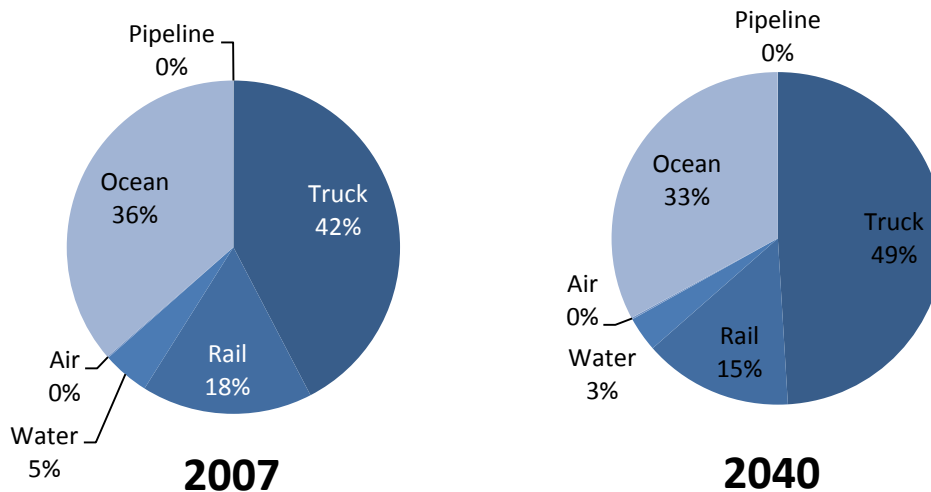 Pipeline
0%
Ocean
36%
Truck
42%
Air
0%
Rail
18%
Water
5%
2007
Pipeline
0%
Ocean
33%
Truck
49%
Air
0%
Rail
15%
Water
3%
2040